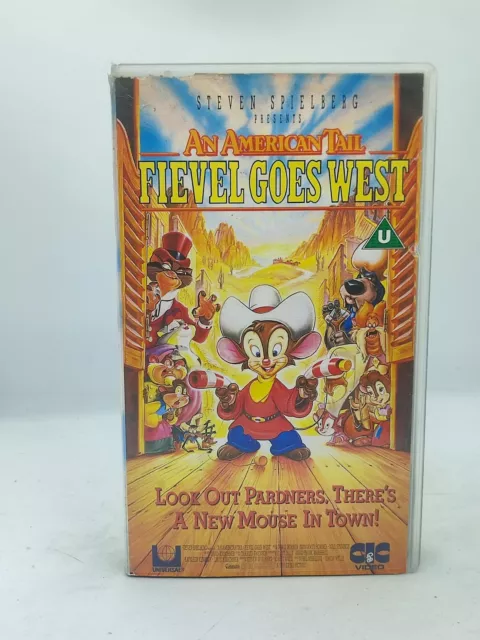 STEVEN SPIELBERG
PRESENTS
AN AMERICAN TAIL
FIEVEL GOES WEST
U
LOOK OUT PARDNERS, THERE'S
A NEW MOUSE IN TOWN!
UNIVERSAL
CIC
VIDEO